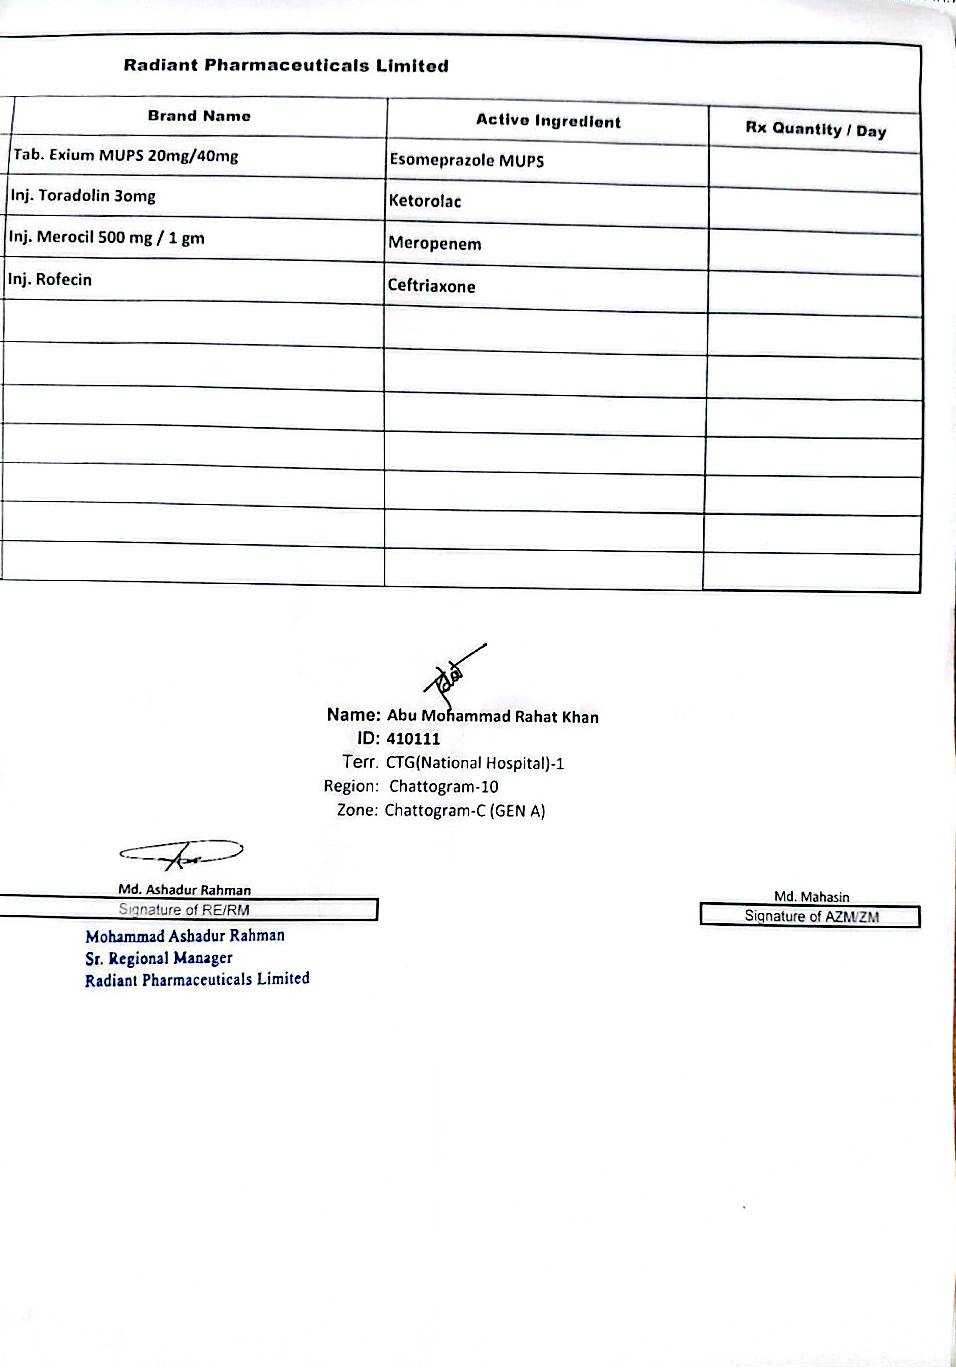 Radiant Pharmaceuticals Limited
Brand Name Active Ingredient Rx Quantity / Day
Tab. Exium MUPS 20mg/40mg Esomeprazole MUPS
Inj. Toradolin 3omg Ketorolac
Inj. Merocil 500 mg / 1 gm Meropenem
Inj. Rofecin Ceftriaxone
Name: Abu Mohammad Rahat Khan
ID: 410111
Terr. CTG(National Hospital)-1
Region: Chattogram-10
Zone: Chattogram-C (GEN A)
Md. Ashadur Rahman
Signature of RE/RM
Mohammad Ashadur Rahman
Sr. Regional Manager
Radiant Pharmaceuticals Limited
Md. Mahasin
Signature of AZM/ZM